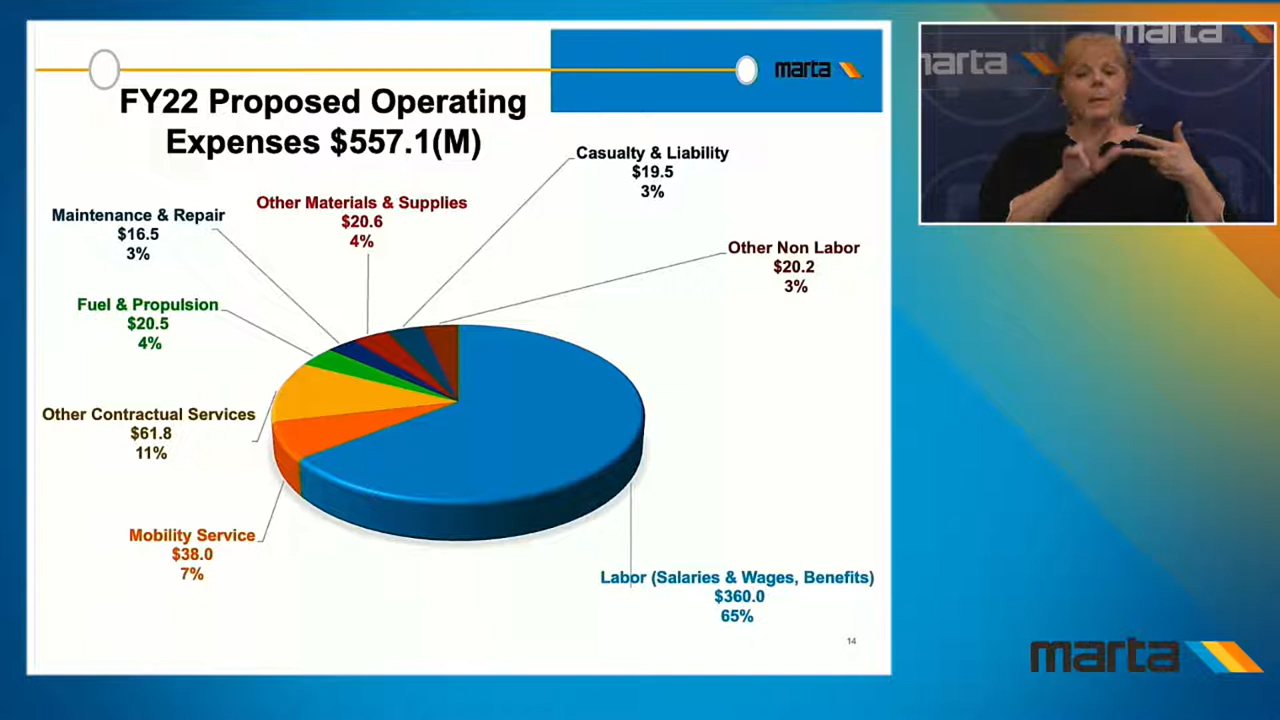 marta
FY22 Proposed Operating
Expenses $557.1(M)
Casualty & Liability
$19.5
3%
Other Materials & Supplies
$20.6
4%
Maintenance & Repair
$16.5
3%
Other Non Labor
$20.2
3%
Fuel & Propulsion
$20.5
4%
Other Contractual Services
$61.8
11%
Mobility Service
$38.0
7%
Labor (Salaries & Wages, Benefits)
$360.0
65%
14
marta
marta
marta